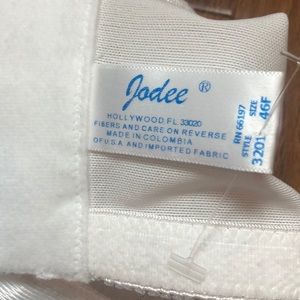 Jodee ®
HOLLYWOOD, FL 33020
FIBERS AND CARE ON REVERSE
MADE IN COLOMBIA
OF U.S.A. AND IMPORTED FABRIC
RN 66197
STYLE SIZE
3201 46F